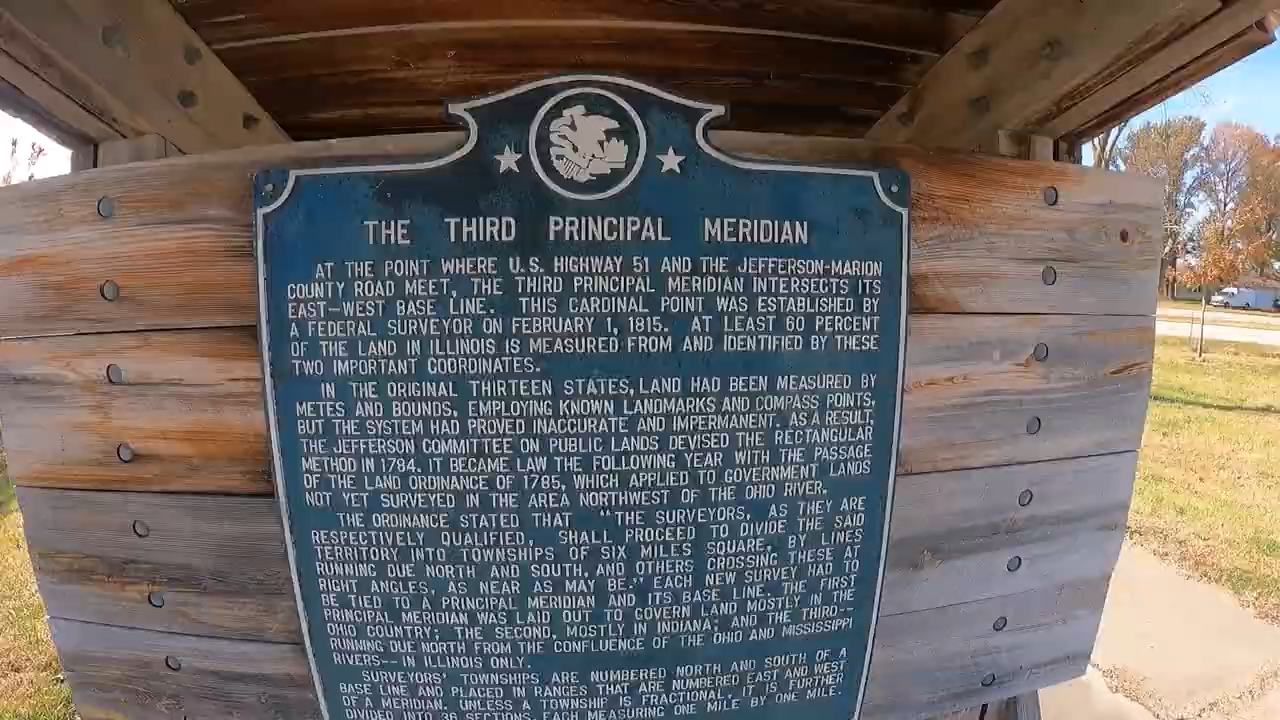 THE THIRD PRINCIPAL MERIDIAN
AT THE POINT WHERE U.S. HIGHWAY 51 AND THE JEFFERSON-MARION
COUNTY ROAD MEET, THE THIRD PRINCIPAL MERIDIAN INTERSECTS ITS
EAST-WEST BASE LINE. THIS CARDINAL POINT WAS ESTABLISHED BY
A FEDERAL SURVEYOR ON FEBRUARY 1, 1815. AT LEAST 60 PERCENT
OF THE LAND IN ILLINOIS IS MEASURED FROM AND IDENTIFIED BY THESE
TWO IMPORTANT COORDINATES.
IN THE ORIGINAL THIRTEEN STATES, LAND HAD BEEN MEASURED BY
METES AND BOUNDS, EMPLOYING KNOWN LANDMARKS AND COMPASS POINTS,
BUT THE SYSTEM HAD PROVED INACCURATE AND IMPERMANENT. AS A RESULT,
THE JEFFERSON COMMITTEE ON PUBLIC LANDS DEVISED THE RECTANGULAR
METHOD IN 1784. IT BECAME LAW THE FOLLOWING YEAR WITH THE PASSAGE
OF THE LAND ORDINANCE OF 1785, WHICH APPLIED TO GOVERNMENT LANDS
NOT YET SURVEYED IN THE AREA NORTHWEST OF THE OHIO RIVER.
THE ORDINANCE STATED THAT "THE SURVEYORS, AS THEY ARE
RESPECTIVELY QUALIFIED, SHALL PROCEED TO DIVIDE THE SAID
TERRITORY INTO TOWNSHIPS OF SIX MILES SQUARE, BY LINES
RUNNING DUE NORTH AND SOUTH, AND OTHERS CROSSING THESE AT
RIGHT ANGLES, AS NEAR AS MAY BE." EACH NEW SURVEY HAD TO
BE TIED TO A PRINCIPAL MERIDIAN AND ITS BASE LINE. THE FIRST
PRINCIPAL MERIDIAN WAS LAID OUT TO GOVERN LAND MOSTLY IN THE
OHIO COUNTRY; THE SECOND, MOSTLY IN INDIANA; AND THE THIRD--
RUNNING DUE NORTH FROM THE CONFLUENCE OF THE OHIO AND MISSISSIPPI
RIVERS-- IN ILLINOIS ONLY.
SURVEYORS' TOWNSHIPS ARE NUMBERED NORTH AND SOUTH OF A
BASE LINE AND PLACED IN RANGES THAT ARE NUMBERED EAST AND WEST
OF A MERIDIAN. UNLESS A TOWNSHIP IS FRACTIONAL, IT IS FURTHER
DIVIDED INTO 36 SECTIONS, EACH MEASURING ONE MILE BY ONE MILE.